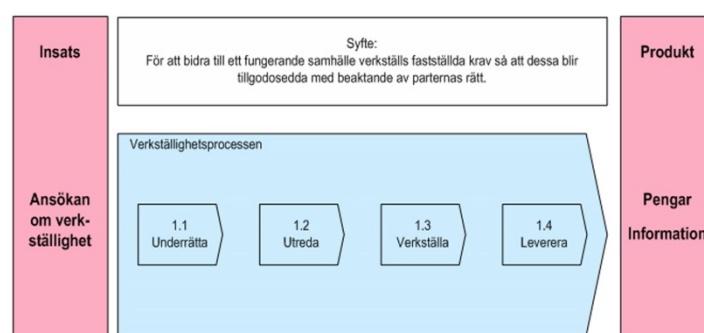 Insats
Syfte:
För att bidra till ett fungerande samhälle verkställs fastställda krav så att dessa blir
tillgodosedda med beaktande av parternas rätt.
Produkt
Verkställighetsprocessen
Ansökan
om verk-
ställighet
1.1
Underrätta
1.2
Utreda
1.3
Verkställa
1.4
Leverera
Pengar
Information